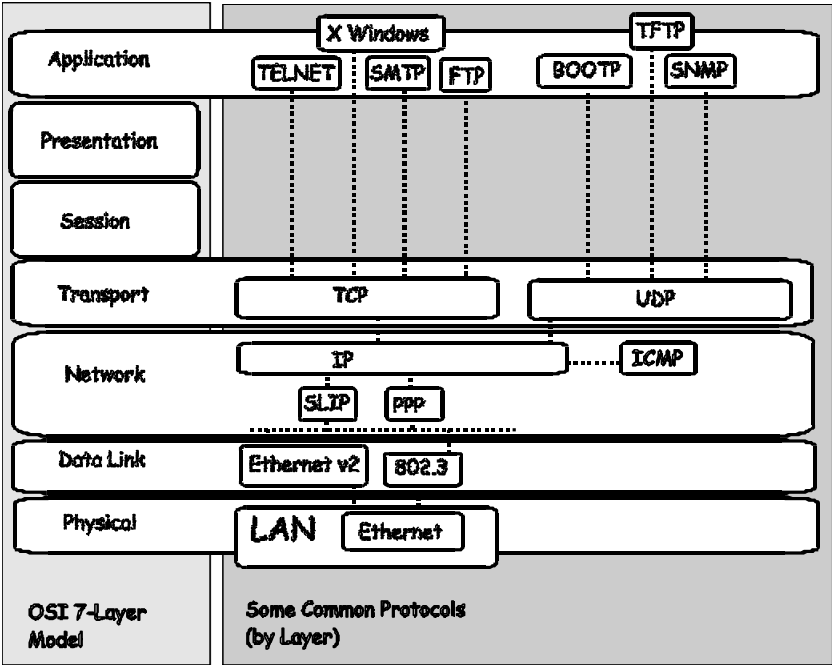 X Windows
TFTP
Application
TELNET
SMTP
FTP
BOOTP
SNMP
Presentation
Session
Transport
TCP
UDP
Network
IP
ICMP
SLIP
ppp
Data Link
Ethernet v2
802.3
Physical
LAN
Ethernet
OSI 7-Layer
Model
Some Common Protocols
(by Layer)